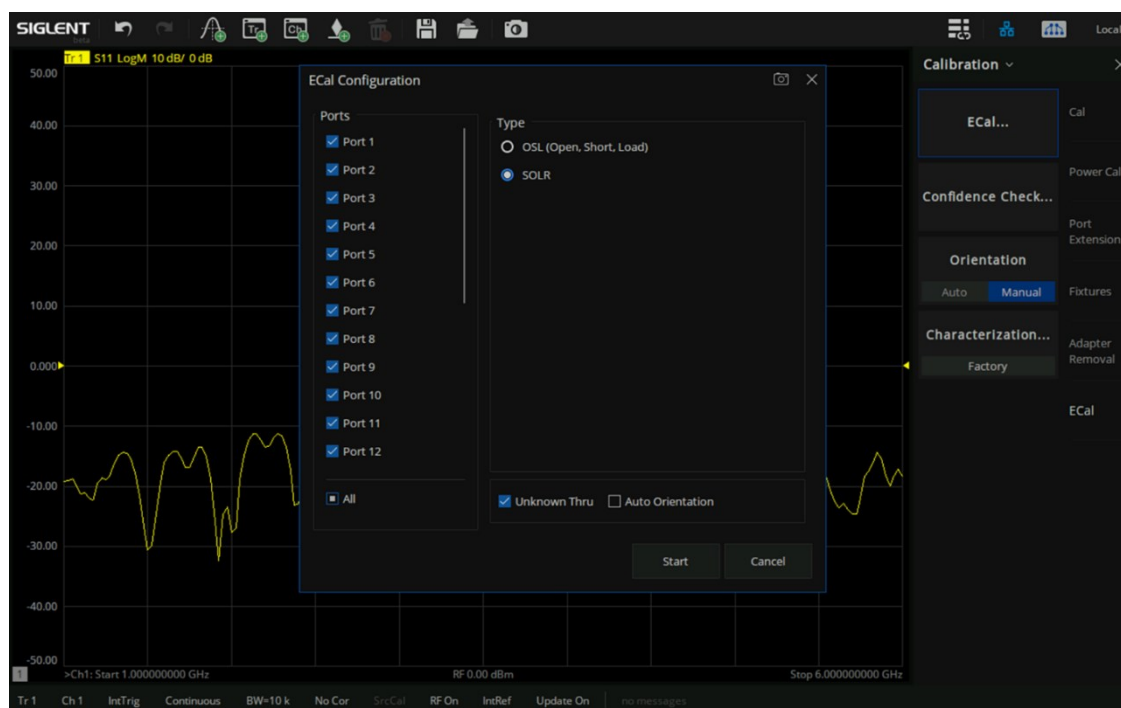 SIGLENT
beta
Tr
Ch
Local
Tr 1 S11 LogM 10 dB/ 0 dB
50.00
40.00
30.00
20.00
10.00
0.000
-10.00
-20.00
-30.00
-40.00
-50.00
ECal Configuration
Ports
Port 1
Port 2
Port 3
Port 4
Port 5
Port 6
Port 7
Port 8
Port 9
Port 10
Port 11
Port 12
All
Type
OSL (Open, Short, Load)
SOLR
Unknown Thru Auto Orientation
Start Cancel
Calibration
ECal...
Confidence Check...
Orientation
Auto Manual
Characterization...
Factory
Cal
Power Cal
Port
Extension
Fixtures
Adapter
Removal
ECal
1 >Ch1: Start 1.000000000 GHz RF 0.00 dBm Stop 6.000000000 GHz
Tr 1 Ch 1 IntTrig Continuous BW=10 k No Cor SrcCal RF On IntRef Update On no messages